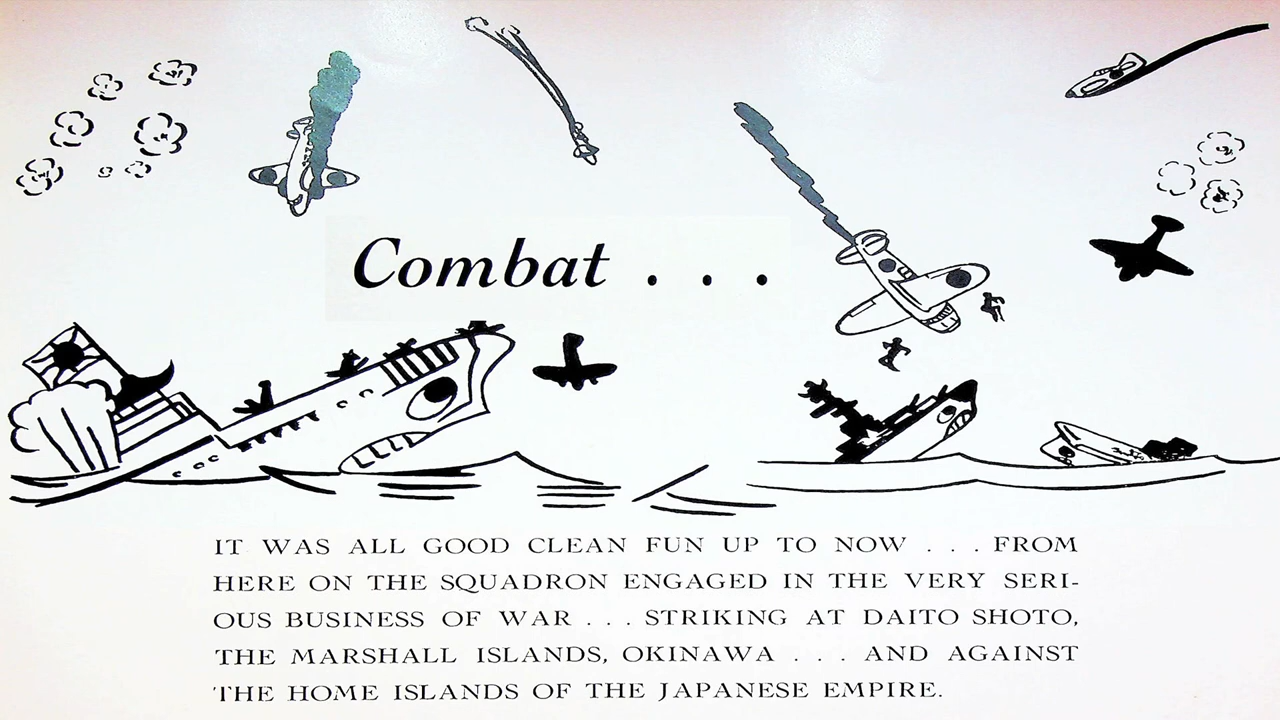 Combat . . .
IT WAS ALL GOOD CLEAN FUN UP TO NOW . . . FROM
HERE ON THE SQUADRON ENGAGED IN THE VERY SERI-
OUS BUSINESS OF WAR . . . STRIKING AT DAITO SHOTO,
THE MARSHALL ISLANDS, OKINAWA . . . AND AGAINST
THE HOME ISLANDS OF THE JAPANESE EMPIRE.